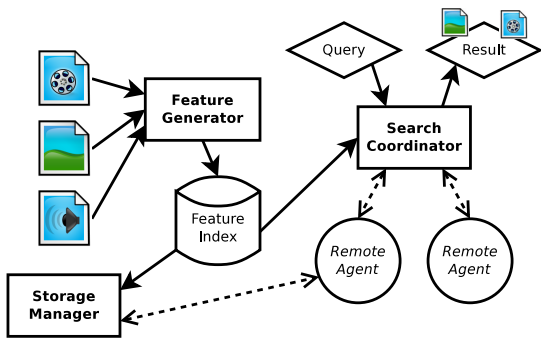 Query
Result
Feature
Generator
Search
Coordinator
Feature
Index
Remote
Agent
Remote
Agent
Storage
Manager